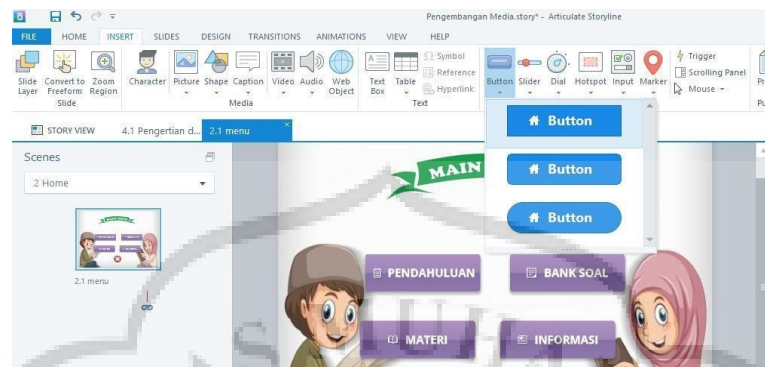 Pengembangan Media.story* - Articulate Storyline
FILE HOME INSERT SLIDES DESIGN TRANSITIONS ANIMATIONS VIEW HELP
Slide Layer
Convert to Freeform
Zoom Region
Slide
Character
Picture
Shape
Caption
Video
Audio
Web Object
Media
Text Box
Table
Symbol
Reference
Hyperlink
Text
Button
Slider
Dial
Hotspot
Input
Marker
Trigger
Scrolling Panel
Mouse
STORY VIEW 4.1 Pengertian d... 2.1 menu
Scenes
2 Home
2.1 menu
Button
Button
Button
MAIN
PENDAHULUAN
BANK SOAL
MATERI
INFORMASI